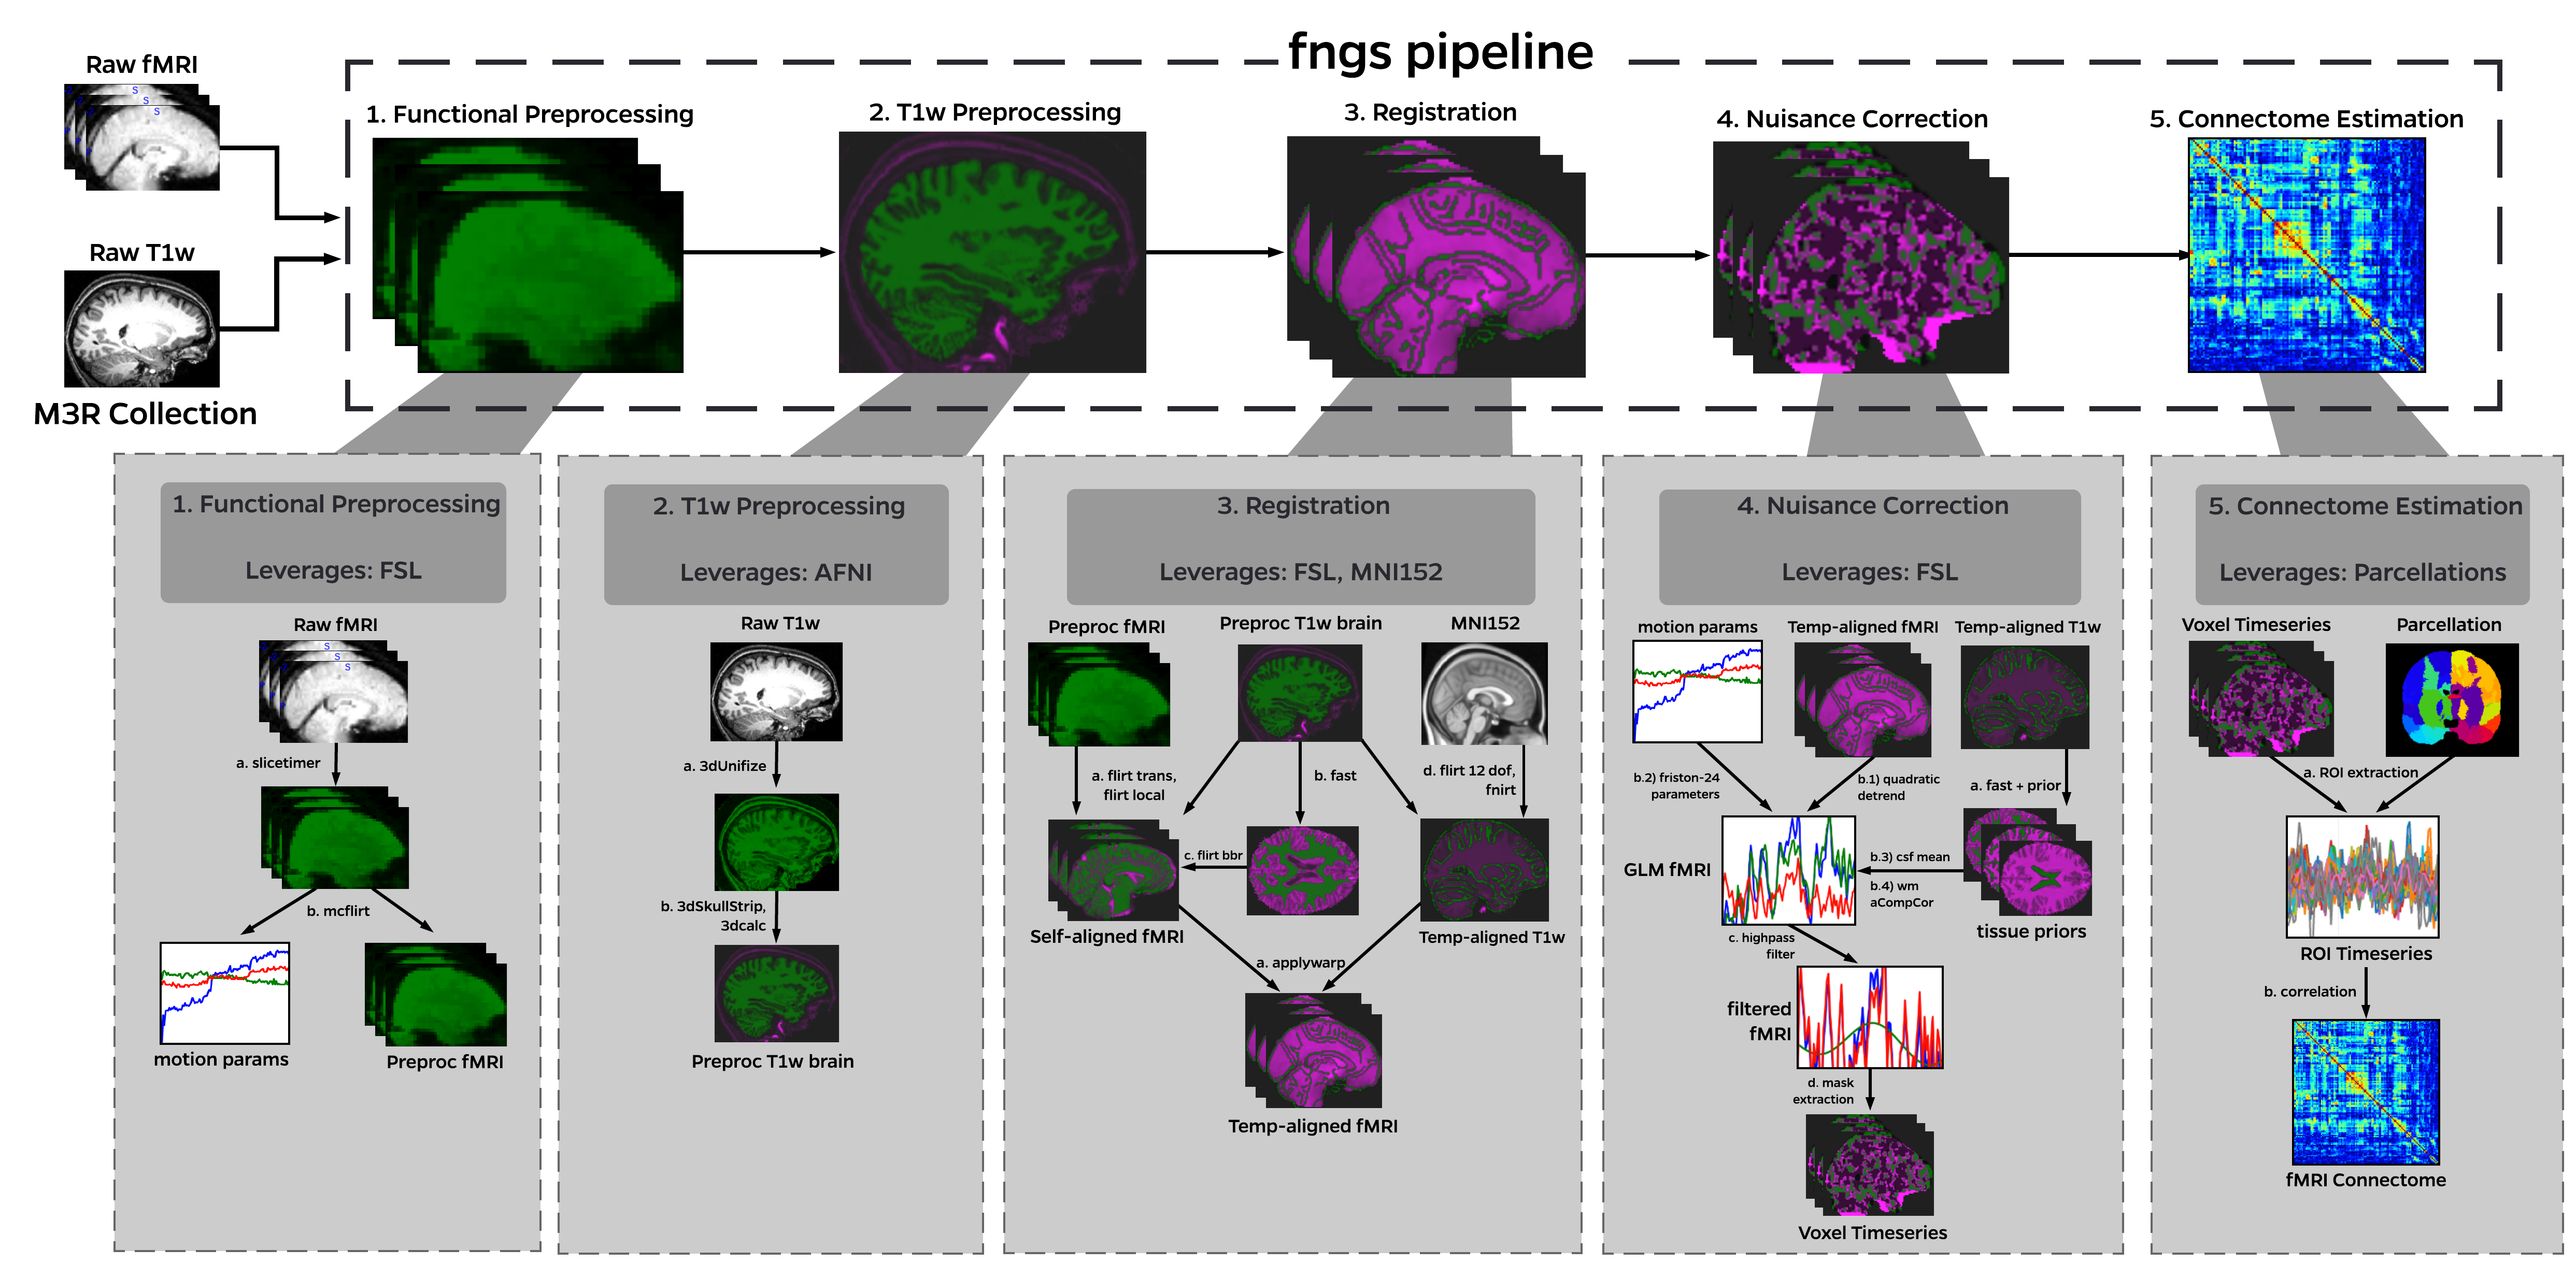 fngs pipeline
Raw fMRI
Raw T1w
M3R Collection
1. Functional Preprocessing
2. T1w Preprocessing
3. Registration
4. Nuisance Correction
5. Connectome Estimation
1. Functional Preprocessing
Leverages: FSL
Raw fMRI
S
S
S
a. slicetimer
b. mcflirt
motion params
Preproc fMRI
2. T1w Preprocessing
Leverages: AFNI
Raw T1w
a. 3dUnifize
b. 3dSkullStrip,
3dcalc
Preproc T1w brain
3. Registration
Leverages: FSL, MNI152
Preproc fMRI
Preproc T1w brain
MNI152
a. flirt trans,
flirt local
b. fast
d. flirt 12 dof,
fnirt
c. flirt bbr
Self-aligned fMRI
Temp-aligned T1w
a. applywarp
Temp-aligned fMRI
4. Nuisance Correction
Leverages: FSL
motion params
Temp-aligned fMRI
Temp-aligned T1w
b.2) friston-24
parameters
b.1) quadratic
detrend
a. fast + prior
GLM fMRI
b.3) csf mean
b.4) wm
aCompCor
tissue priors
c. highpass
filter
filtered
fMRI
d. mask
extraction
Voxel Timeseries
5. Connectome Estimation
Leverages: Parcellations
Voxel Timeseries
Parcellation
a. ROI extraction
ROI Timeseries
b. correlation
fMRI Connectome